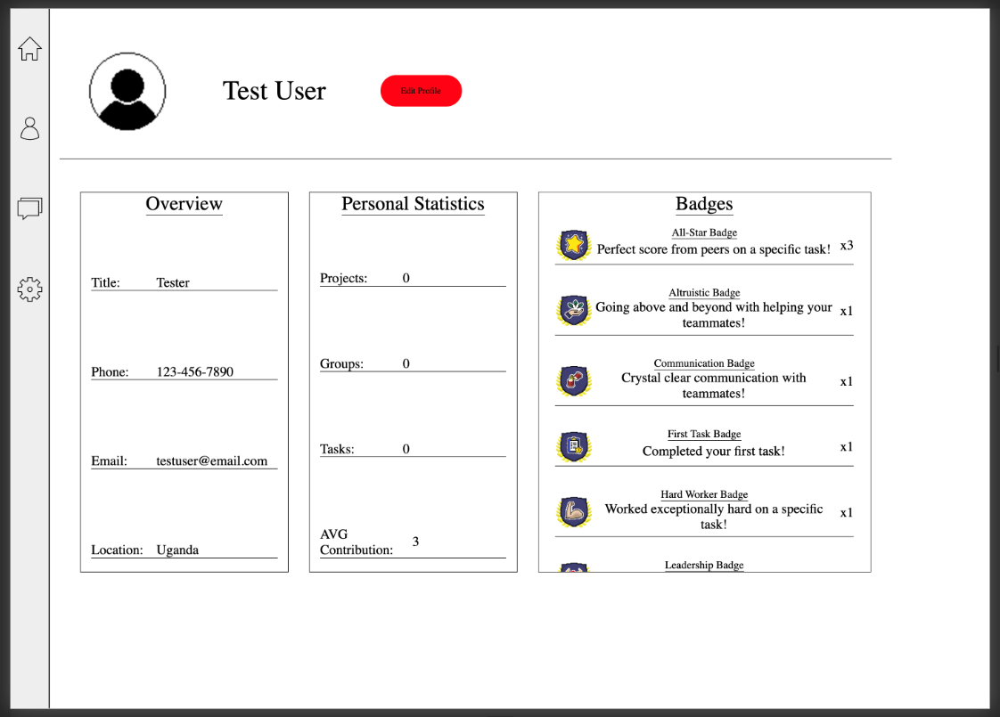 Test User
Edit Profile
Overview
Title: Tester
Phone: 123-456-7890
Email: testuser@email.com
Location: Uganda
Personal Statistics
Projects: 0
Groups: 0
Tasks: 0
AVG
Contribution: 3
Badges
All-Star Badge
Perfect score from peers on a specific task! x3
Altruistic Badge
Going above and beyond with helping your
teammates!
x1
Communication Badge
Crystal clear communication with
teammates!
x1
First Task Badge
Completed your first task! x1
Hard Worker Badge
Worked exceptionally hard on a specific
task!
x1
Leadership Badge